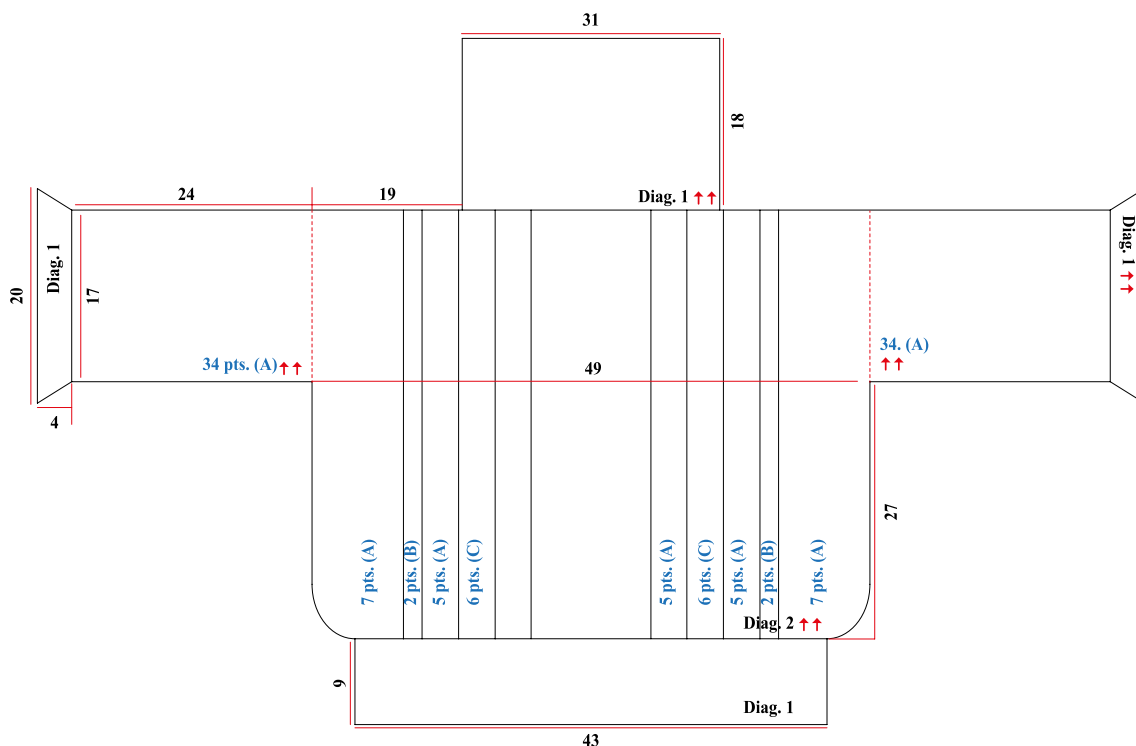 31
18
24
19
Diag. 1
Diag. 1
20
17
Diag. 1
34 pts. (A)
49
34. (A)
4
27
7 pts. (A)
2 pts. (B)
5 pts. (A)
6 pts. (C)
5 pts. (A)
6 pts. (C)
5 pts. (A)
2 pts. (B)
7 pts. (A)
Diag. 2
9
Diag. 1
43